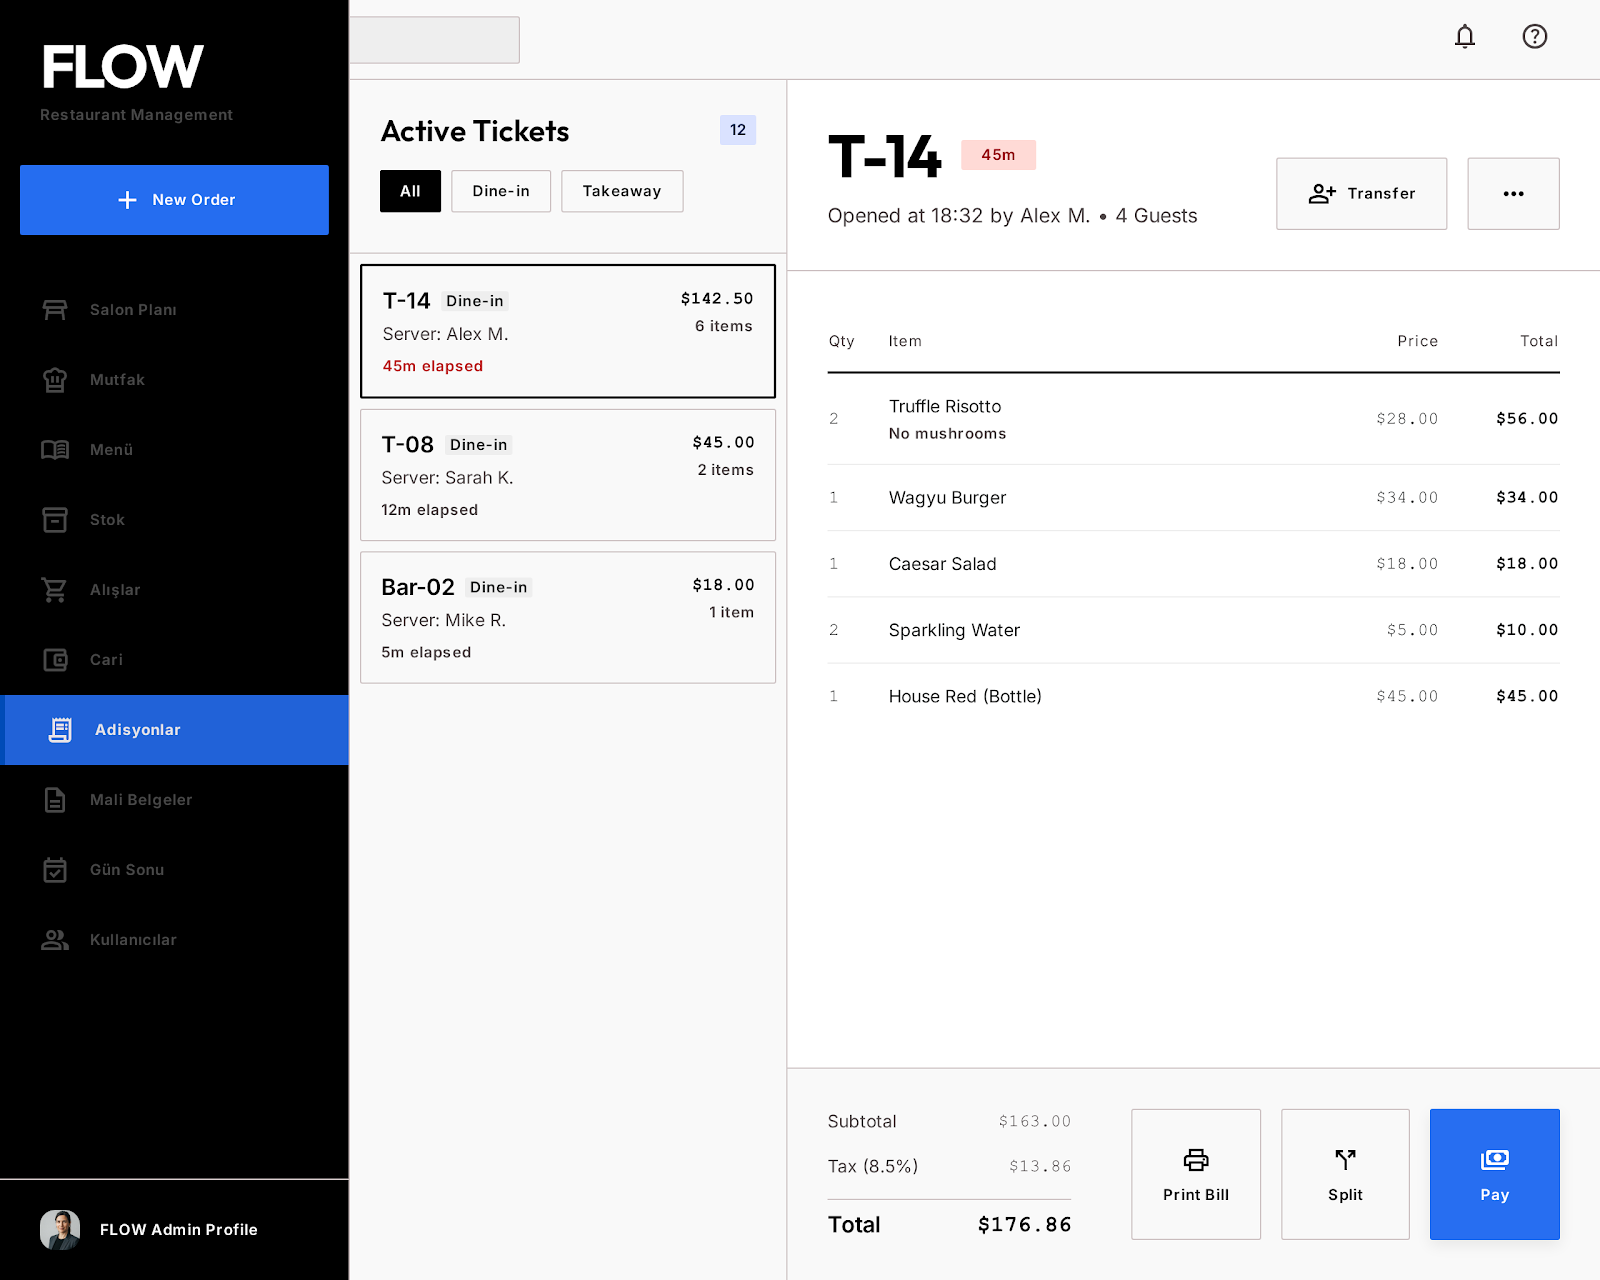 FLOW
Restaurant Management
New Order
Salon Planı
Mutfak
Menü
Stok
Alışlar
Cari
Adisyonlar
Mali Belgeler
Gün Sonu
Kullanıcılar
FLOW Admin Profile
Active Tickets
12
All
Dine-in
Takeaway
T-14 Dine-in $142.50
Server: Alex M. 6 items
45m elapsed
T-08 Dine-in $45.00
Server: Sarah K. 2 items
12m elapsed
Bar-02 Dine-in $18.00
Server: Mike R. 1 item
5m elapsed
T-14 45m
Opened at 18:32 by Alex M. • 4 Guests
Transfer
Qty Item Price Total
2 Truffle Risotto $28.00 $56.00
No mushrooms
1 Wagyu Burger $34.00 $34.00
1 Caesar Salad $18.00 $18.00
2 Sparkling Water $5.00 $10.00
1 House Red (Bottle) $45.00 $45.00
Subtotal $163.00
Tax (8.5%) $13.86
Total $176.86
Print Bill
Split
Pay